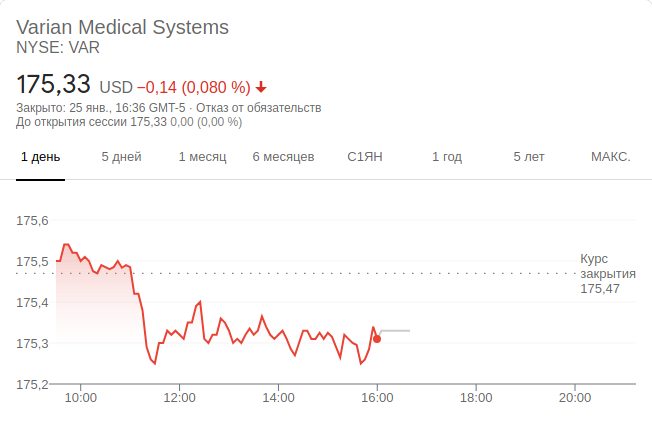 Varian Medical Systems
NYSE: VAR
175,33 USD −0,14 (0,080 %)
Закрыто: 25 янв., 16:36 GMT-5 · Отказ от обязательств
До открытия сессии 175,33 0,00 (0,00 %)
1 день 5 дней 1 месяц 6 месяцев С1ЯН 1 год 5 лет МАКС.
175,6
175,5
175,4
175,3
175,2
Курс
закрытия
175,47
10:00 12:00 14:00 16:00 18:00 20:00